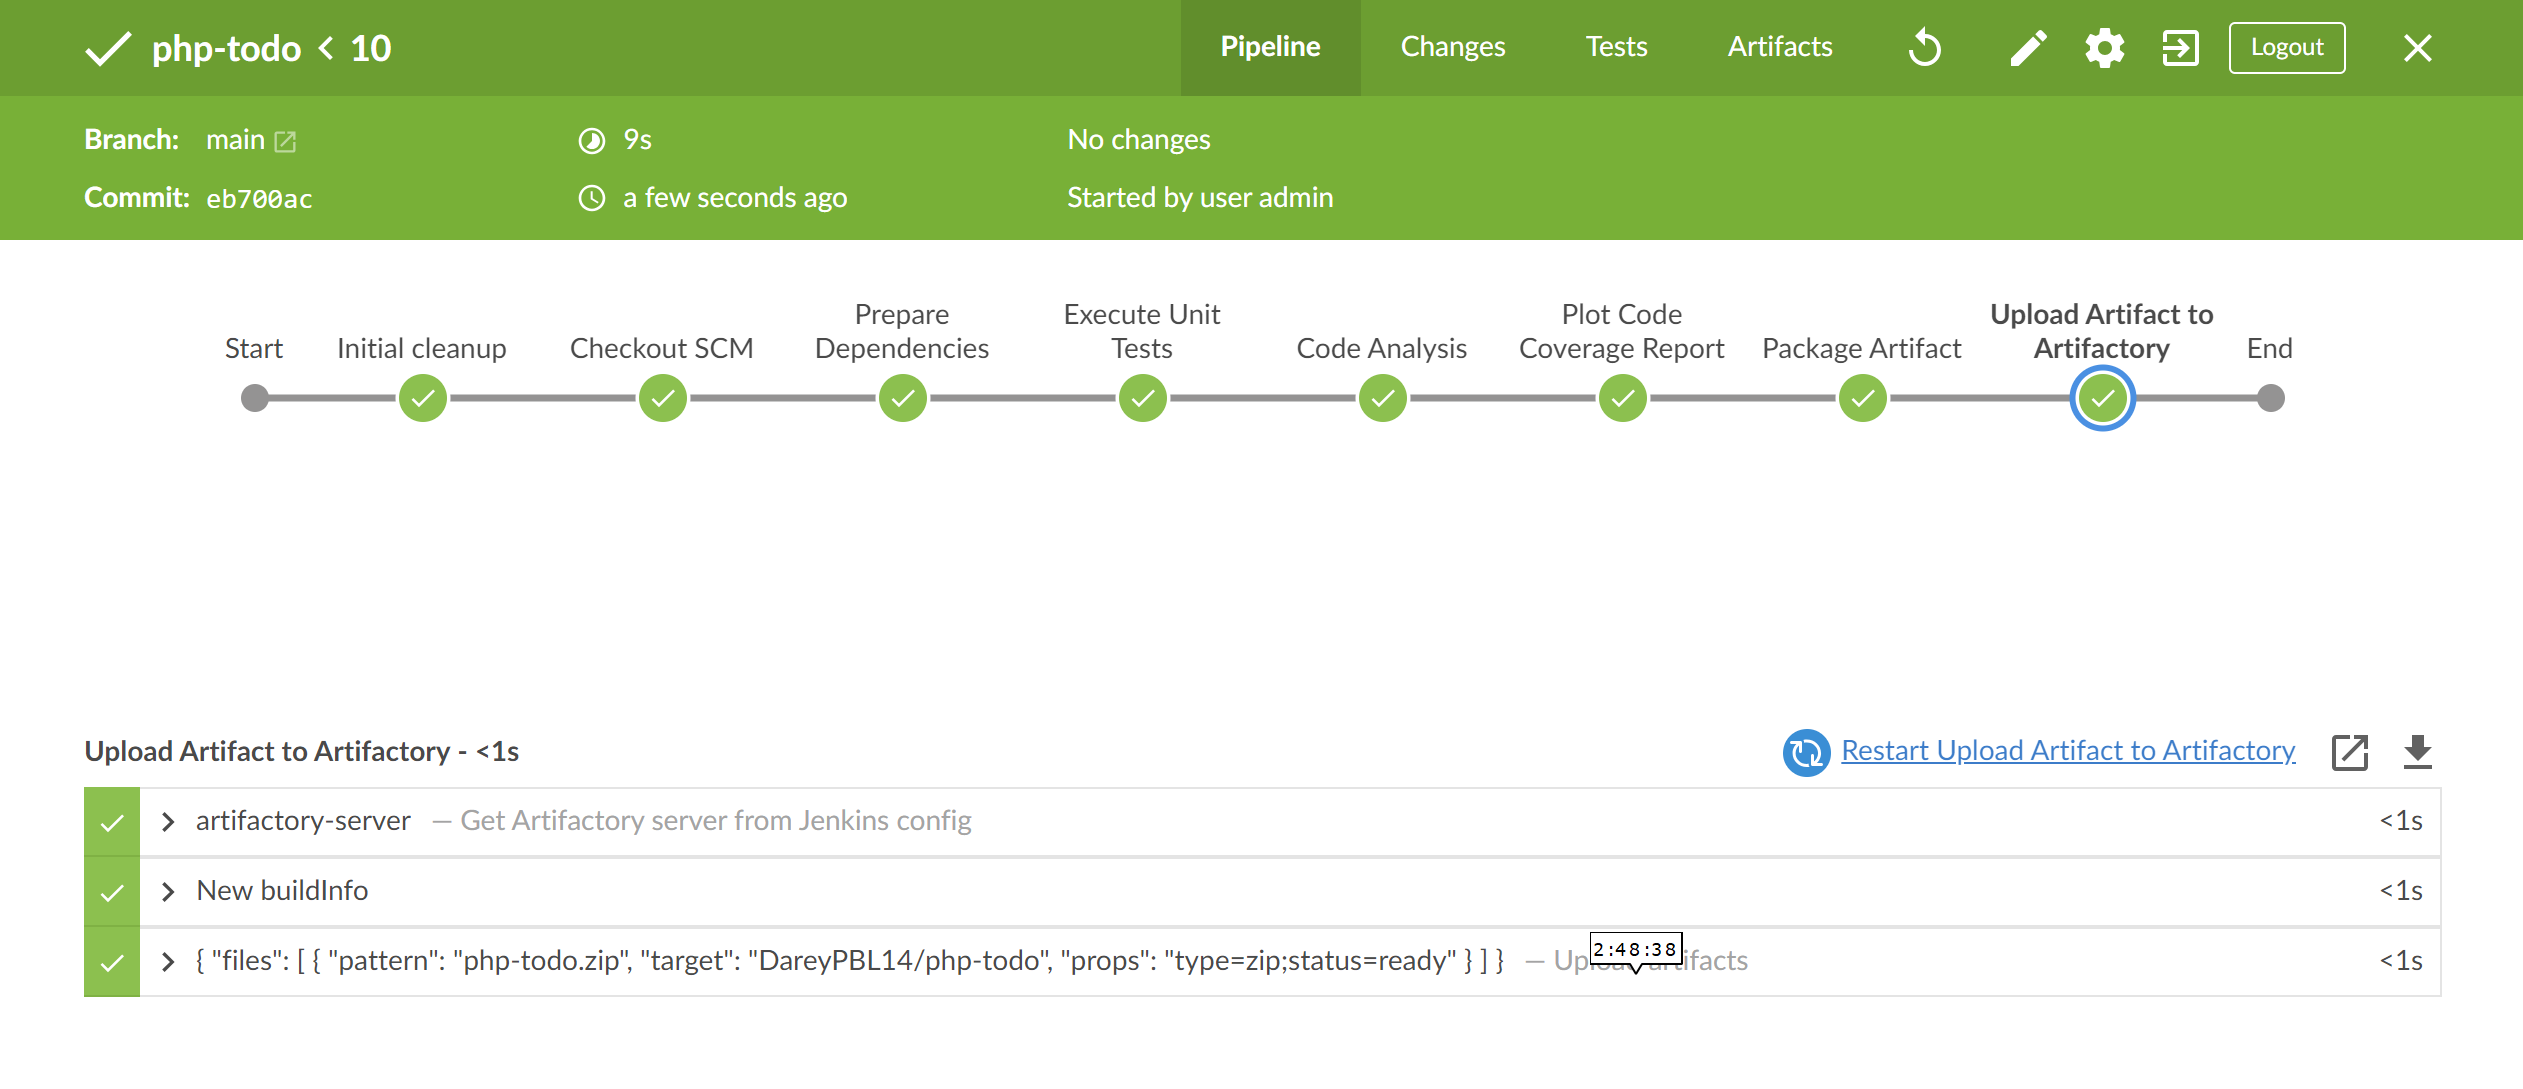 php-todo < 10
Pipeline
Changes
Tests
Artifacts
Logout
Branch: main
9s
No changes
Commit: eb700ac
a few seconds ago
Started by user admin
Start
Initial cleanup
Checkout SCM
Prepare
Dependencies
Execute Unit
Tests
Code Analysis
Plot Code
Coverage Report
Package Artifact
Upload Artifact to
Artifactory
End
Upload Artifact to Artifactory - <1s
Restart Upload Artifact to Artifactory
artifactory-server — Get Artifactory server from Jenkins config <1s
New buildInfo <1s
{ "files": [ { "pattern": "php-todo.zip", "target": "DareyPBL14/php-todo", "props": "type=zip;status=ready" } ] } — <1s
2:48:38